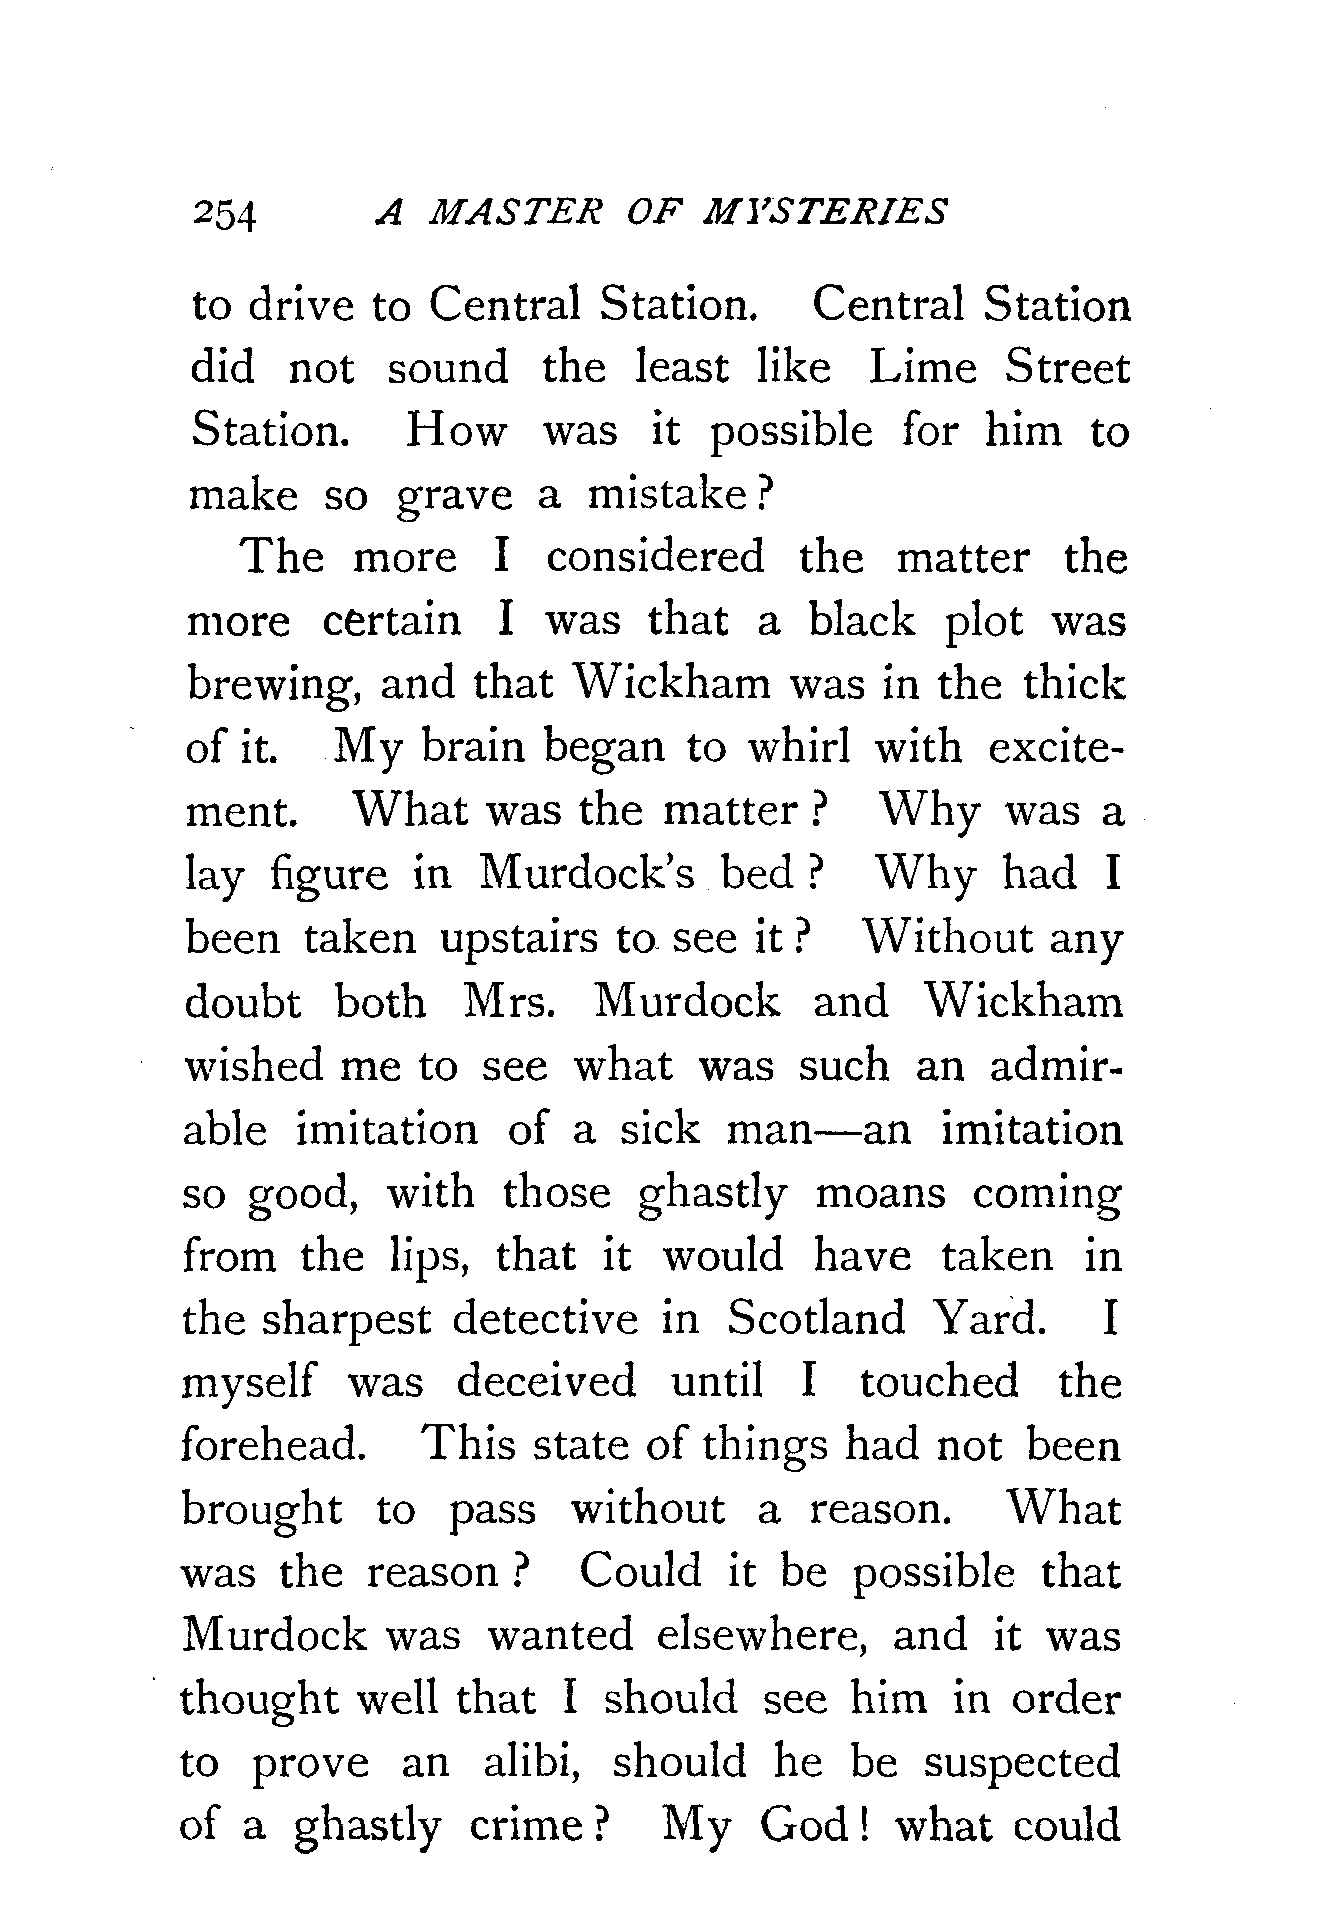 254 A MASTER OF MYSTERIES
to drive to Central Station. Central Station
did not sound the least like Lime Street
Station. How was it possible for him to
make so grave a mistake?
The more I considered the matter the
more certain I was that a black plot was
brewing, and that Wickham was in the thick
of it. My brain began to whirl with excite-
ment. What was the matter? Why was a
lay figure in Murdock's bed? Why had I
been taken upstairs to see it? Without any
doubt both Mrs. Murdock and Wickham
wished me to see what was such an admir-
able imitation of a sick man—an imitation
so good, with those ghastly moans coming
from the lips, that it would have taken in
the sharpest detective in Scotland Yard. I
myself was deceived until I touched the
forehead. This state of things had not been
brought to pass without a reason. What
was the reason? Could it be possible that
Murdock was wanted elsewhere, and it was
thought well that I should see him in order
to prove an alibi, should he be suspected
of a ghastly crime? My God! what could